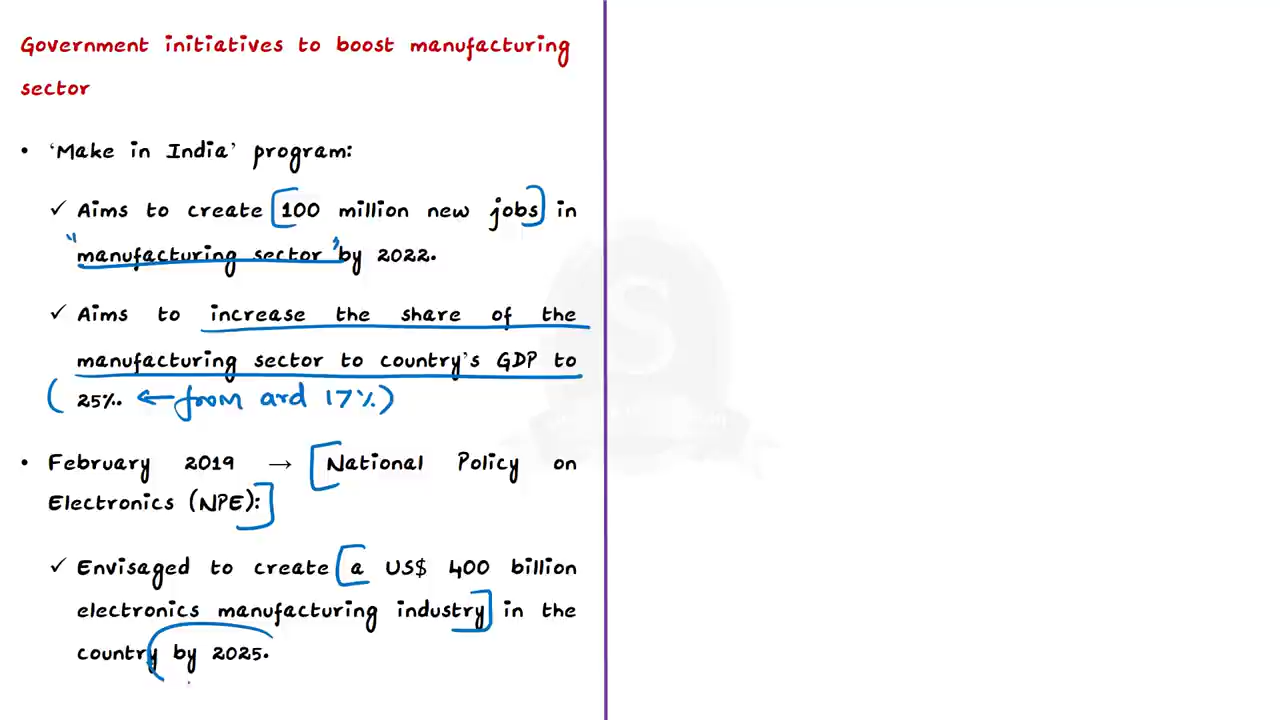 Government initiatives to boost manufacturing
sector
• 'Make in India' program:
✓ Aims to create [100 million new jobs] in
"manufacturing sector" by 2022.
✓ Aims to increase the share of the
manufacturing sector to country's GDP to
(25%. ← from ard 17%)
• February 2019 → [National Policy on
Electronics (NPE):]
✓ Envisaged to create [a US$ 400 billion
electronics manufacturing industry] in the
country by 2025.